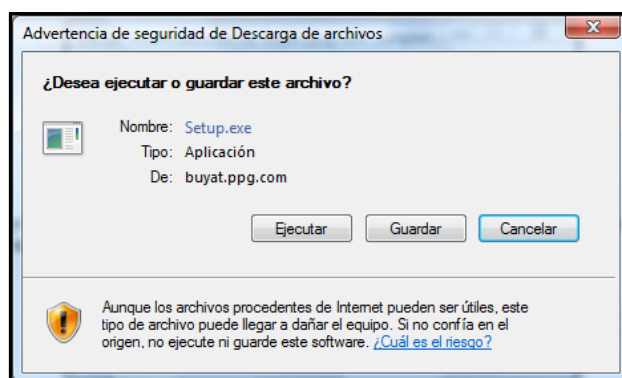 Advertencia de seguridad de Descarga de archivos
¿Desea ejecutar o guardar este archivo?
Nombre: Setup.exe
Tipo: Aplicación
De: buyat.ppg.com
Ejecutar Guardar Cancelar
Aunque los archivos procedentes de Internet pueden ser útiles, este
tipo de archivo puede llegar a dañar el equipo. Si no confía en el
origen, no ejecute ni guarde este software. ¿Cuál es el riesgo?